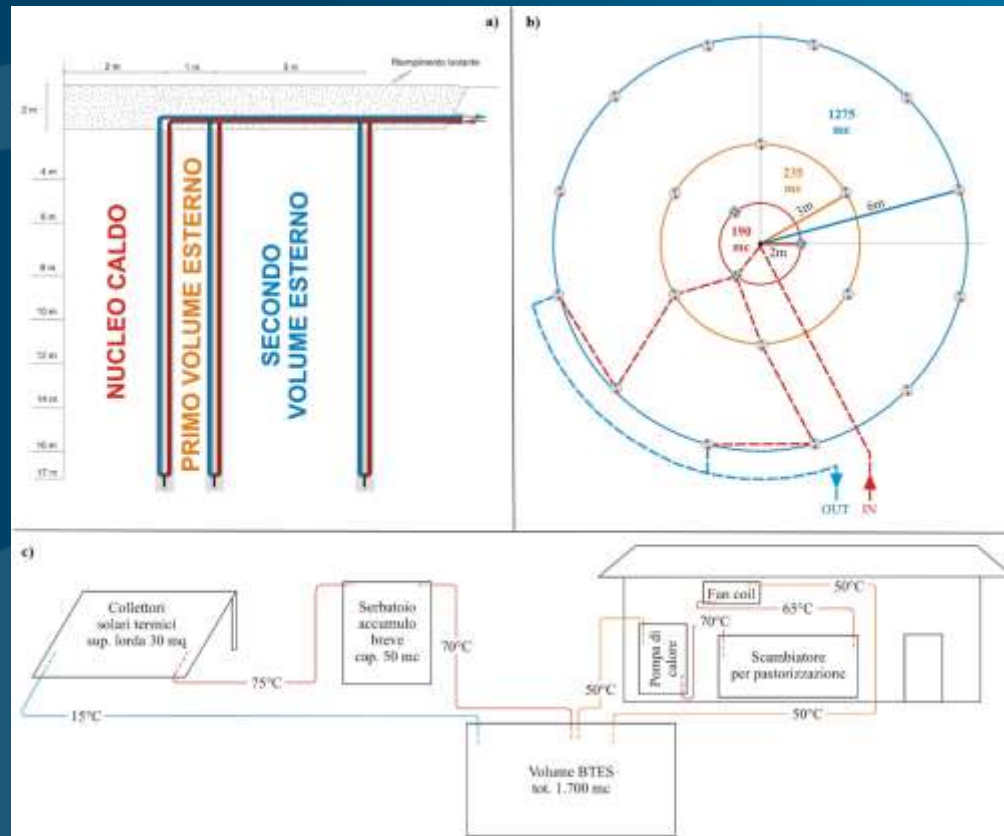 a)
2 m
1 m
3 m
Riempimento isolante
2 m
4 m
6 m
8 m
10 m
12 m
14 m
16 m
17 m
NUCLEO CALDO
PRIMO VOLUME ESTERNO
SECONDO
VOLUME ESTERNO
b)
1275
mc
235
mc
3m
6m
190
mc
2m
OUT
IN
c)
Collettori
solari termici
sup. lorda 30 mq
Serbatoio
accumulo
breve
cap. 50 mc
75°C
15°C
70°C
Fan coil
50°C
65°C
70°C
Pompa di
calore
Scambiatore
per pastorizzazione
50°C
50°C
Volume BTES
tot. 1.700 mc